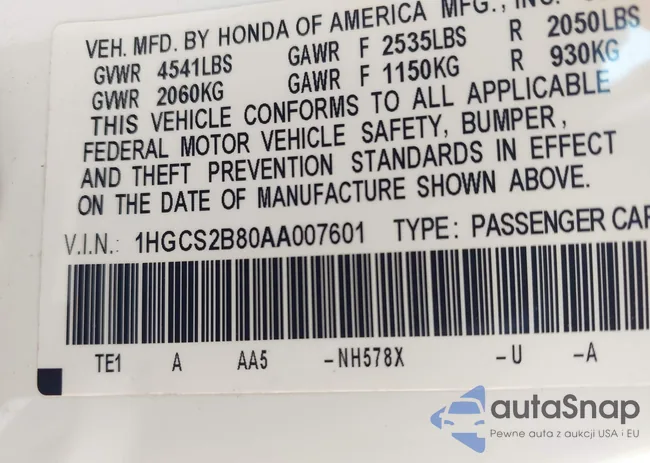 VEH. MFD. BY HONDA OF AMERICA MFG., INC.
GVWR 4541LBS GAWR F 2535LBS R 2050LBS
GVWR 2060KG GAWR F 1150KG R 930KG
THIS VEHICLE CONFORMS TO ALL APPLICABLE
FEDERAL MOTOR VEHICLE SAFETY, BUMPER,
AND THEFT PREVENTION STANDARDS IN EFFECT
ON THE DATE OF MANUFACTURE SHOWN ABOVE.
V.I.N.: 1HGCS2B80AA007601 TYPE: PASSENGER CAR
TE1 A AA5 -NH578X -U -A
autaSnap
Pewne auta z aukcji USA i EU